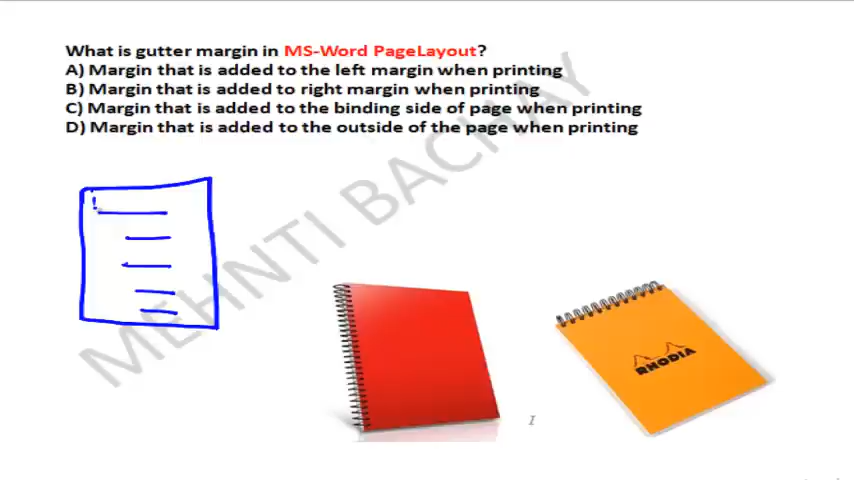 What is gutter margin in MS-Word PageLayout?
A) Margin that is added to the left margin when printing
B) Margin that is added to right margin when printing
C) Margin that is added to the binding side of page when printing
D) Margin that is added to the outside of the page when printing
MEHNTI BACHAY
RHODIA